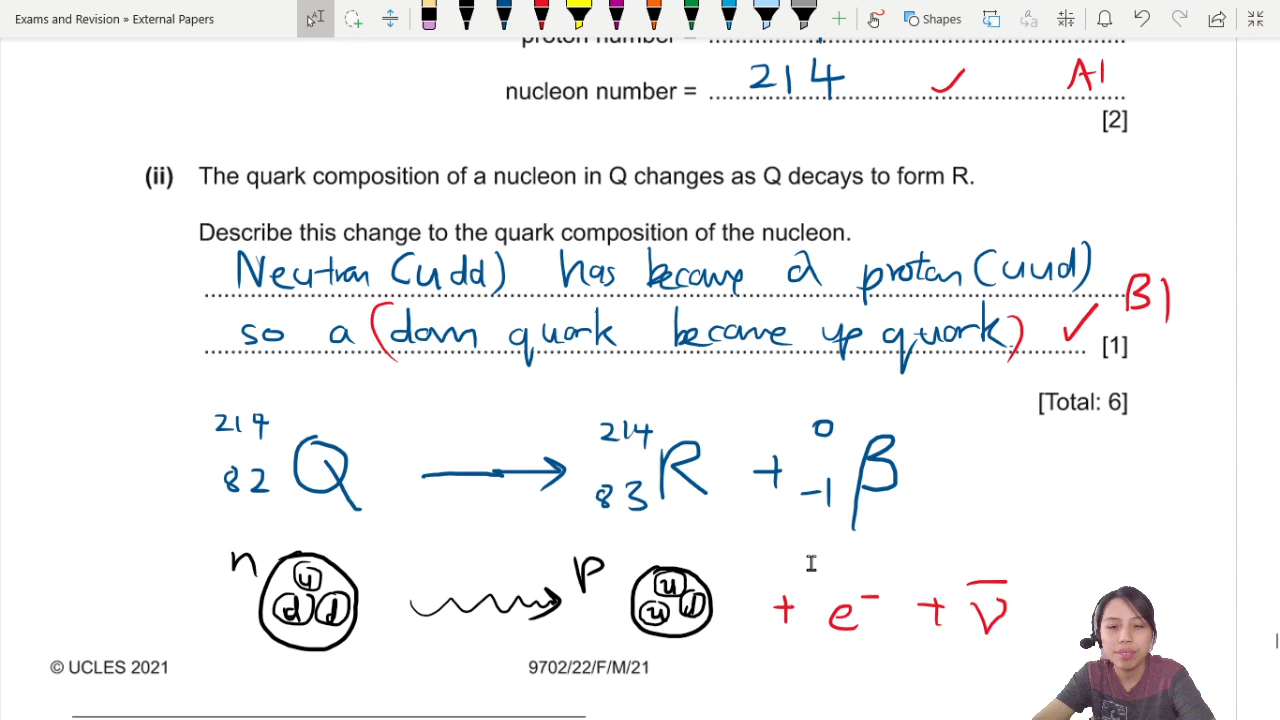 Exams and Revision » External Papers
Shapes
proton number =
nucleon number = 214 ✓ A1
[2]
(ii) The quark composition of a nucleon in Q changes as Q decays to form R.
Describe this change to the quark composition of the nucleon.
Neutron (udd) has became a proton (uud) B1
so a (down quark became up quark) ✓ [1]
[Total: 6]
214 82 Q → 214 83 R + 0 -1 β
n u d d → p u u d + e⁻ + ν̅
© UCLES 2021 9702/22/F/M/21